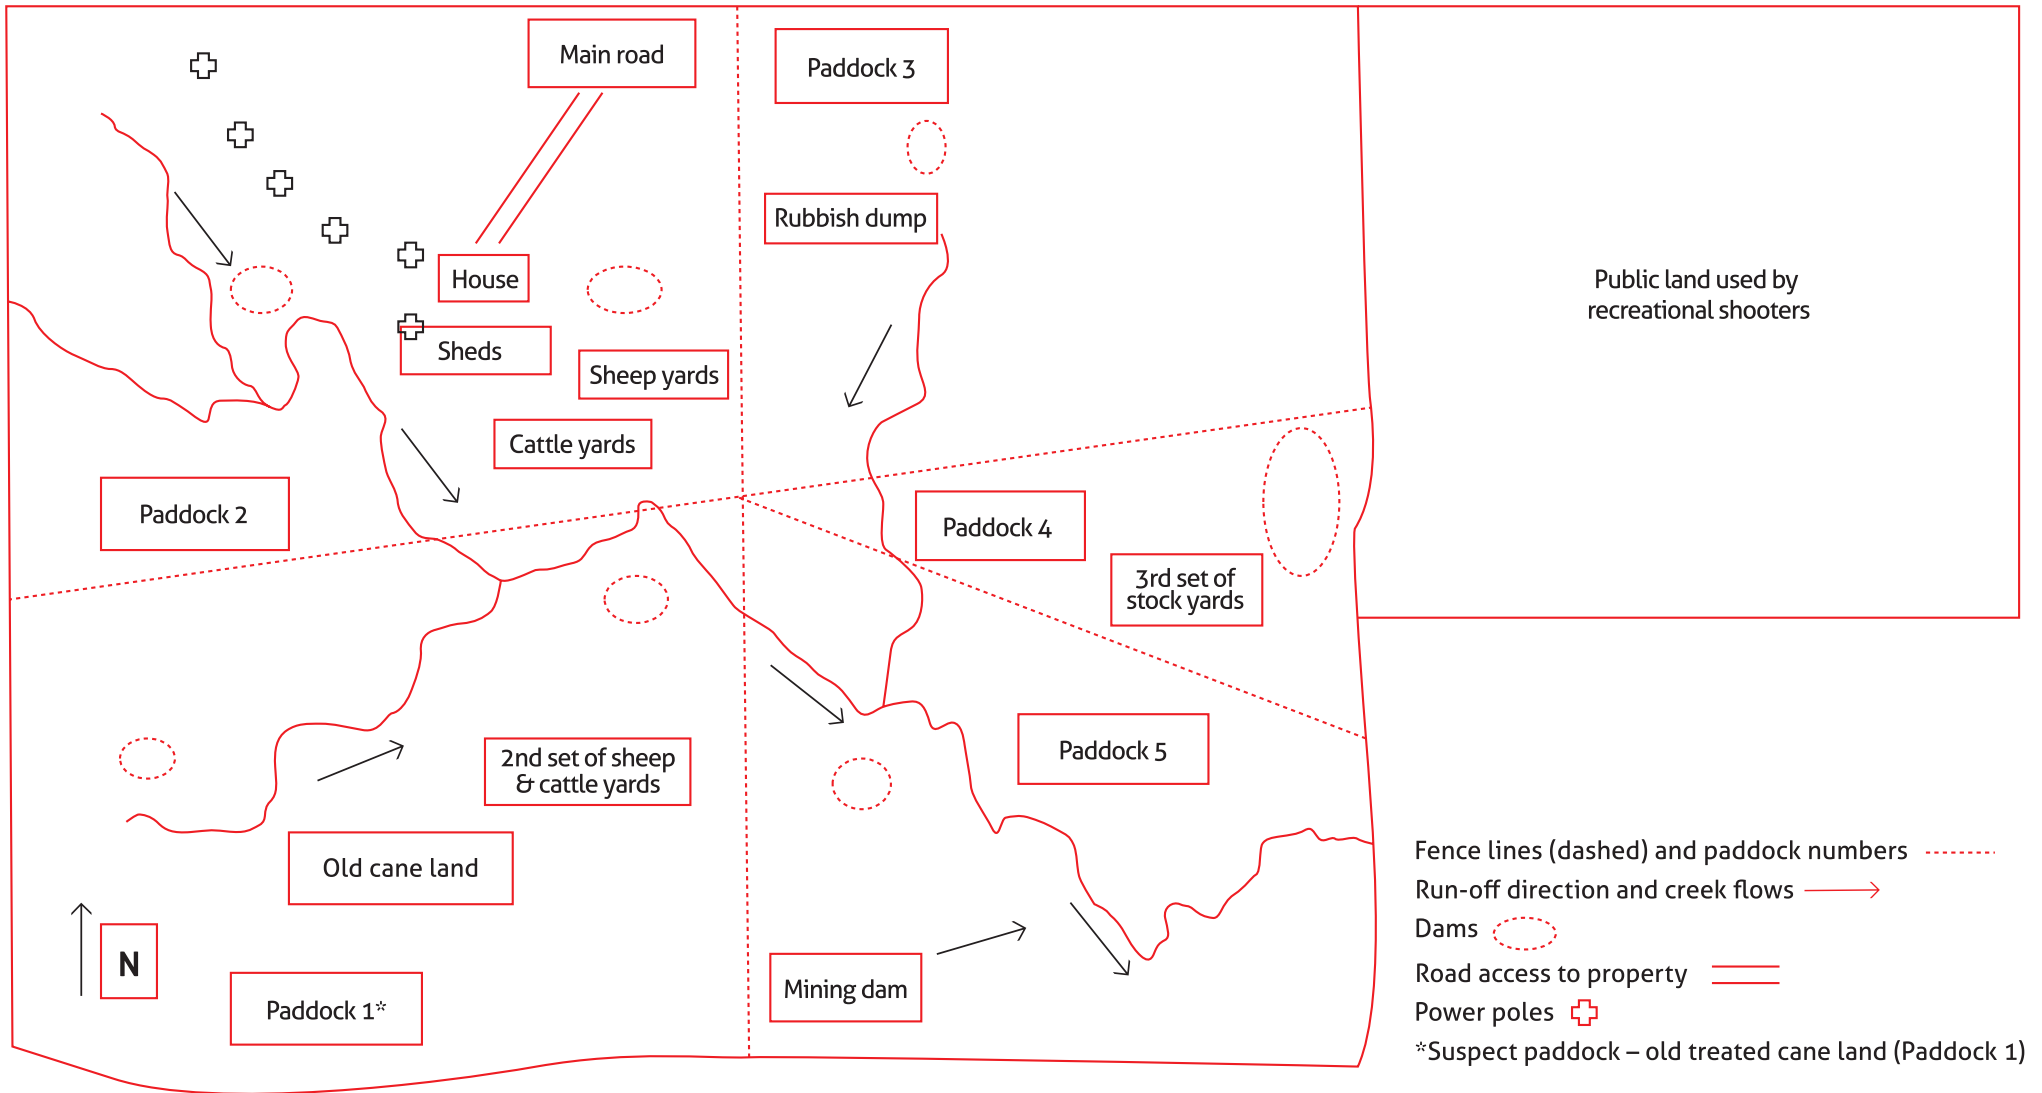 Main road
Paddock 3
Rubbish dump
House
Public land used by
recreational shooters
Sheds
Sheep yards
Cattle yards
Paddock 2
Paddock 4
3rd set of
stock yards
2nd set of sheep
& cattle yards
Paddock 5
Old cane land
N
Mining dam
Paddock 1*
Fence lines (dashed) and paddock numbers
Run-off direction and creek flows
Dams
Road access to property
Power poles
*Suspect paddock – old treated cane land (Paddock 1)